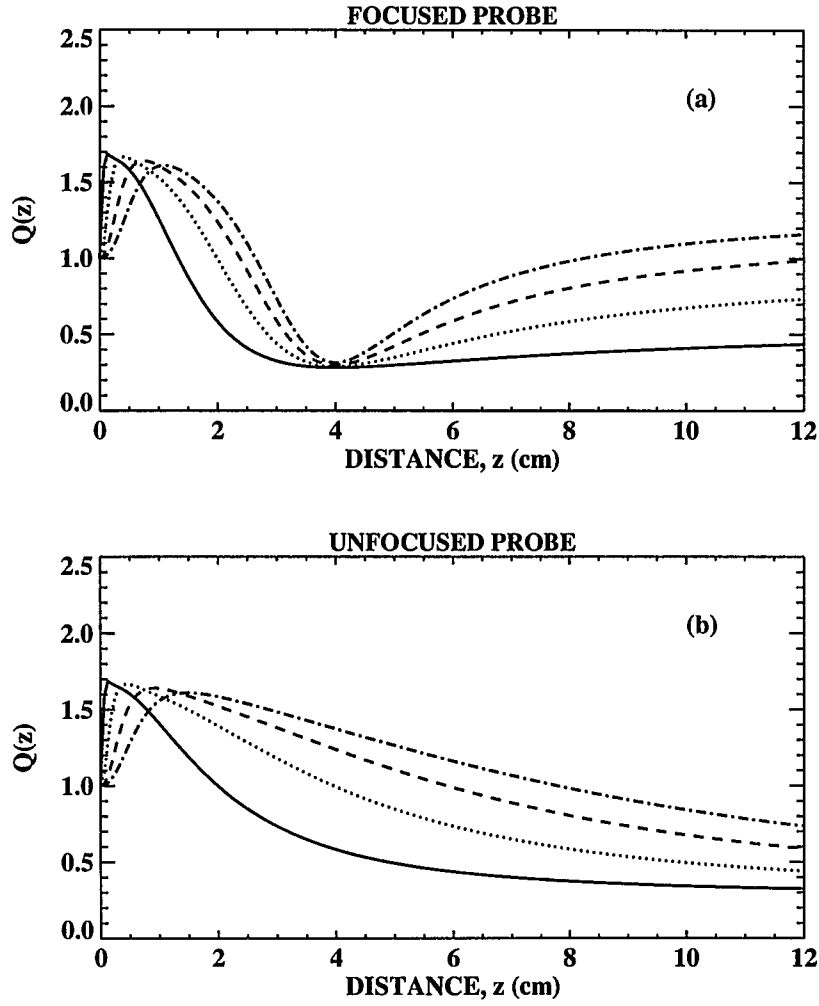 FOCUSED PROBE
2.5
(a)
2.0
1.5
Q(z)
1.0
0.5
0.0
0 2 4 6 8 10 12
DISTANCE, z (cm)
UNFOCUSED PROBE
2.5
(b)
2.0
1.5
Q(z)
1.0
0.5
0.0
0 2 4 6 8 10 12
DISTANCE, z (cm)